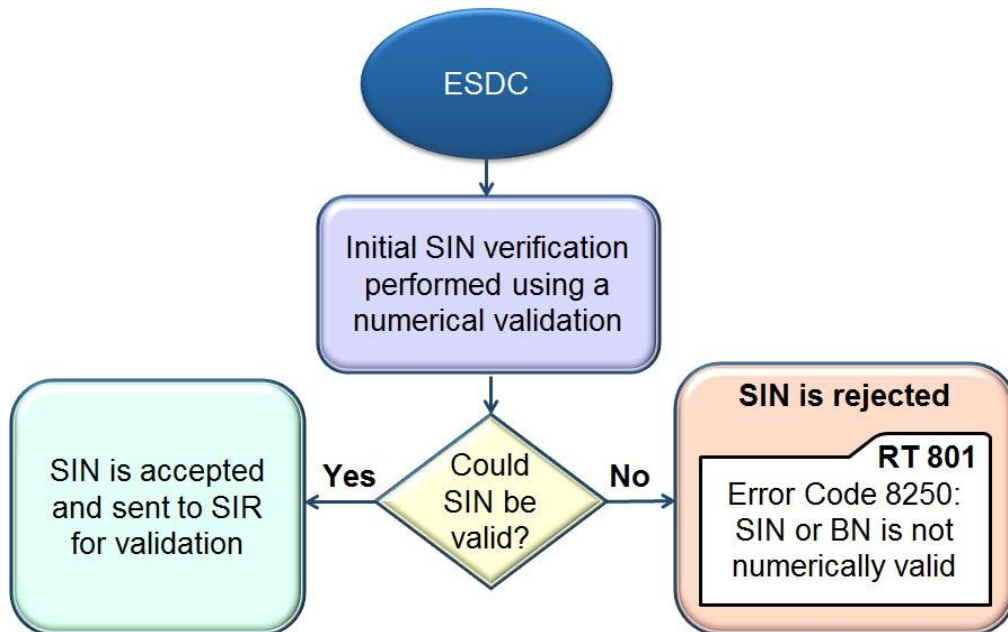 ESDC
Initial SIN verification
performed using a
numerical validation
SIN is accepted
and sent to SIR
for validation
Yes
Could
SIN be
valid?
No
SIN is rejected
RT 801
Error Code 8250:
SIN or BN is not
numerically valid